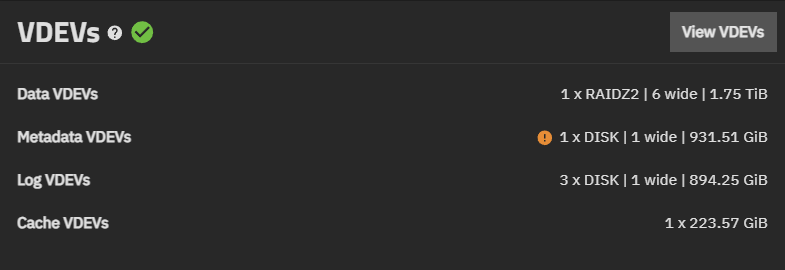 VDEVs ? View VDEVs
Data VDEVs 1 x RAIDZ2 | 6 wide | 1.75 TiB
Metadata VDEVs ! 1 x DISK | 1 wide | 931.51 GiB
Log VDEVs 3 x DISK | 1 wide | 894.25 GiB
Cache VDEVs 1 x 223.57 GiB